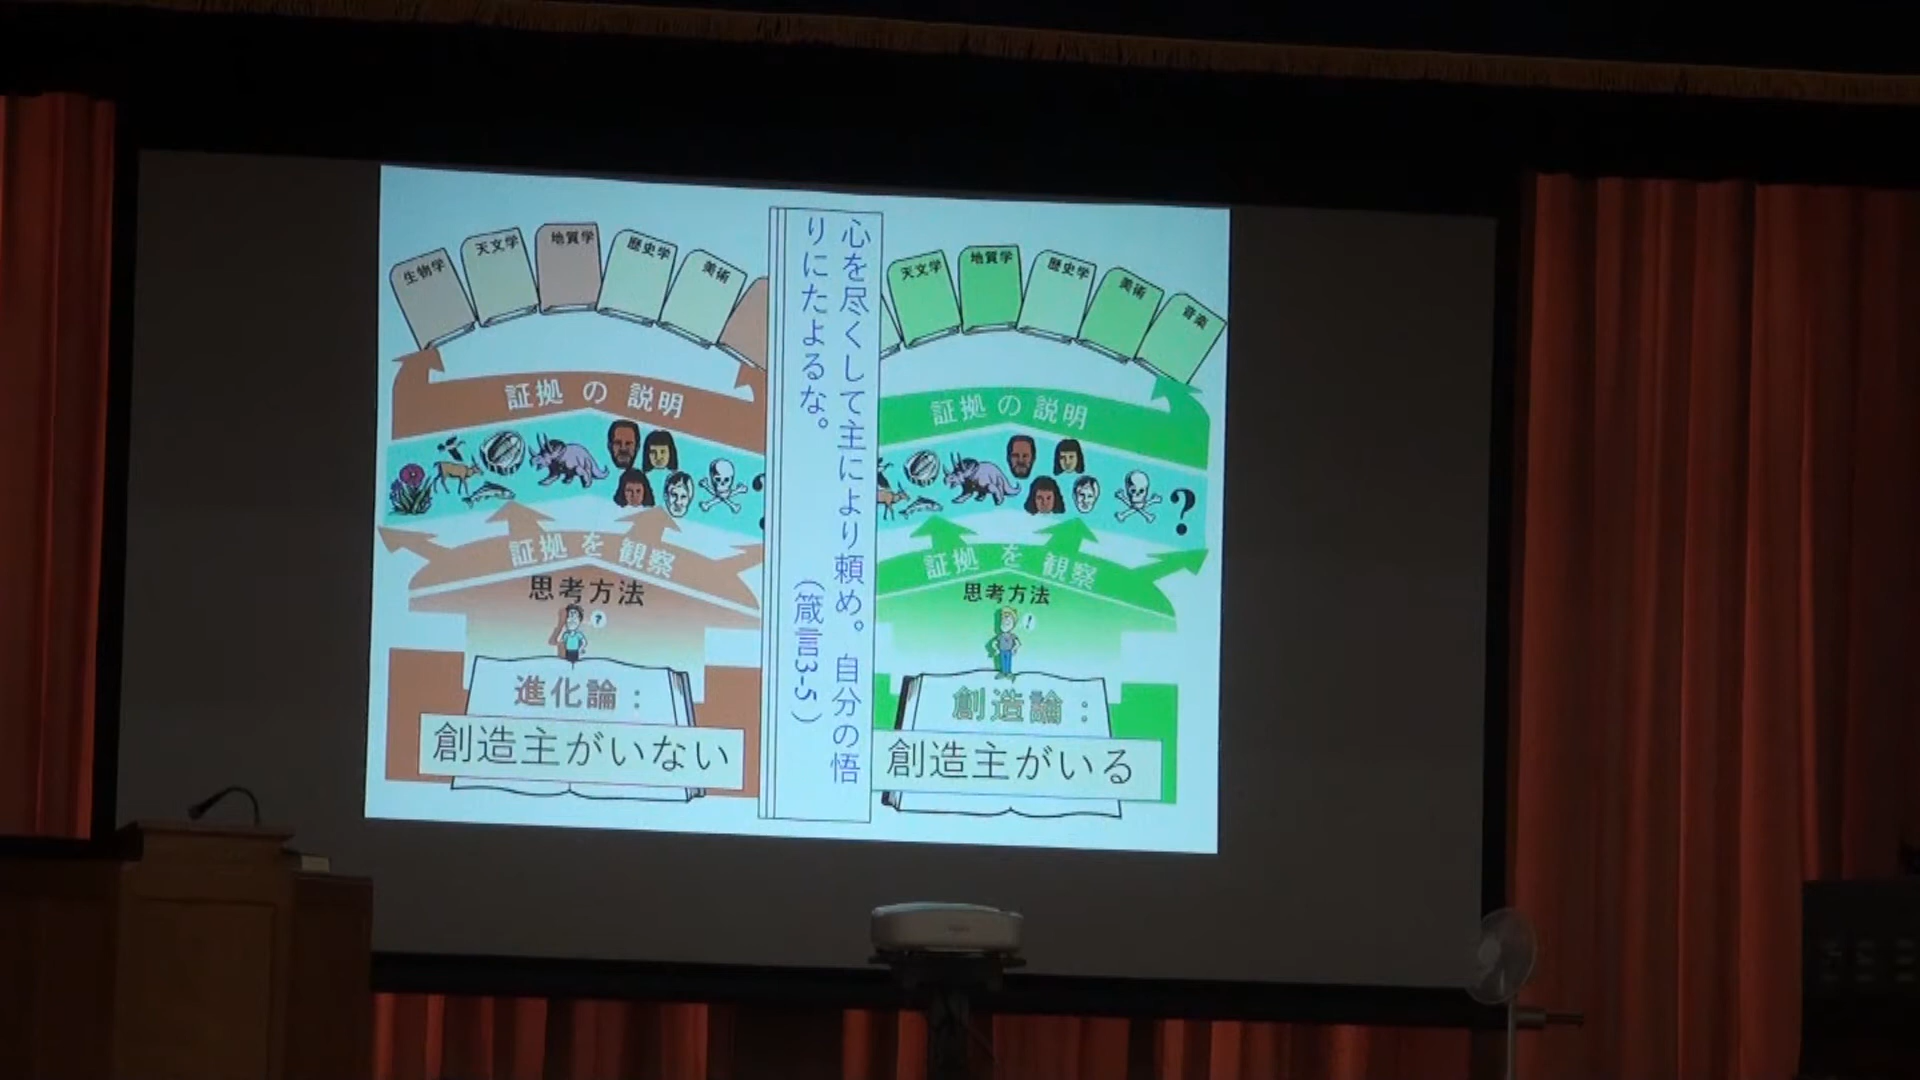 生物学
天文学
地質学
歴史学
美術
証拠の説明
証拠を観察
思考方法
?
進化論：
創造主がいない
心を尽くして主により頼め。自分の悟
りにたよるな。
（箴言3-5）
天文学
地質学
歴史学
美術
音楽
証拠の説明
?
証拠を観察
思考方法
!
創造論：
創造主がいる